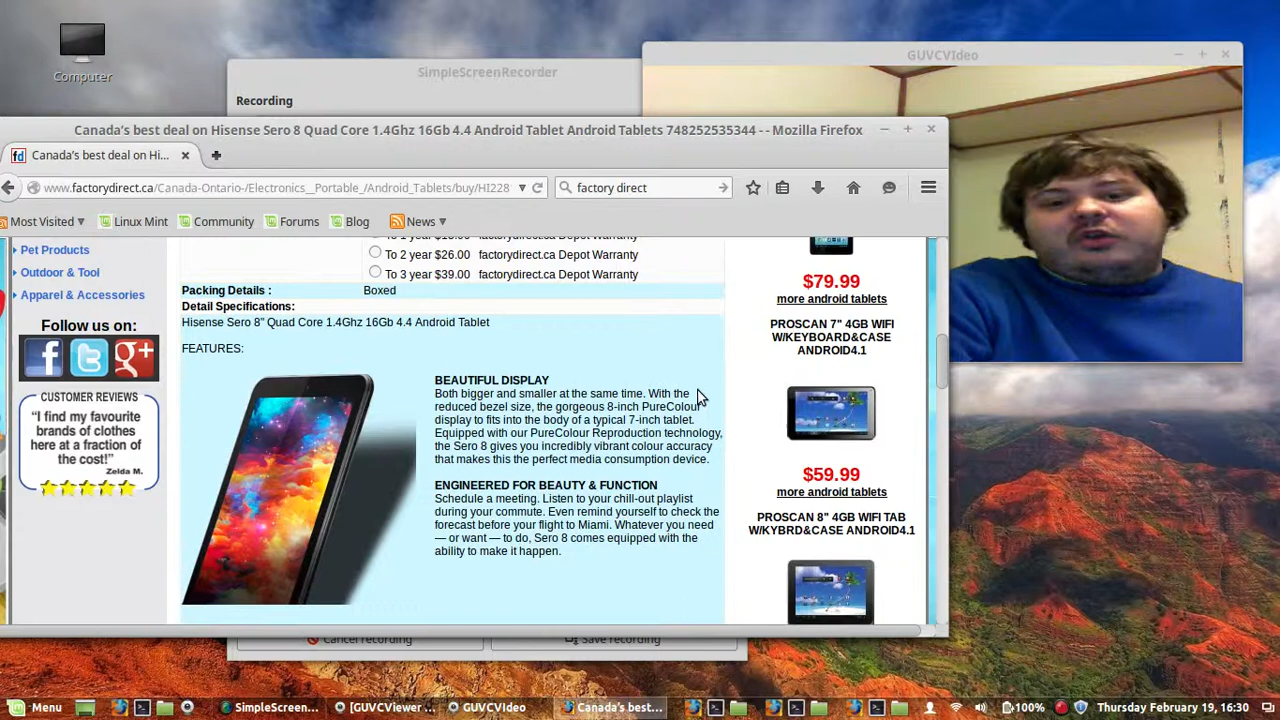 Computer
SimpleScreenRecorder
GUVCVIdeo
Recording
Canada's best deal on Hisense Sero 8 Quad Core 1.4Ghz 16Gb 4.4 Android Tablet Android Tablets 748252535344 - - Mozilla Firefox
fd Canada's best deal on Hi...
www.factorydirect.ca/Canada-Ontario-/Electronics__Portable_/Android_Tablets/buy/HI228
factory direct
Most Visited
Linux Mint
Community
Forums
Blog
News
Pet Products
Outdoor & Tool
Apparel & Accessories
Follow us on:
CUSTOMER REVIEWS
“I find my favourite
brands of clothes
here at a fraction of
the cost!”
Zelda M.
To 2 year $26.00 factorydirect.ca Depot Warranty
To 3 year $39.00 factorydirect.ca Depot Warranty
Packing Details : Boxed
Detail Specifications:
Hisense Sero 8" Quad Core 1.4Ghz 16Gb 4.4 Android Tablet
FEATURES:
BEAUTIFUL DISPLAY
Both bigger and smaller at the same time. With the
reduced bezel size, the gorgeous 8-inch PureColour
display to fits into the body of a typical 7-inch tablet.
Equipped with our PureColour Reproduction technology,
the Sero 8 gives you incredibly vibrant colour accuracy
that makes this the perfect media consumption device.
ENGINEERED FOR BEAUTY & FUNCTION
Schedule a meeting. Listen to your chill-out playlist
during your commute. Even remind yourself to check the
forecast before your flight to Miami. Whatever you need
— or want — to do, Sero 8 comes equipped with the
ability to make it happen.
$79.99
more android tablets
PROSCAN 7" 4GB WIFI
W/KEYBOARD&CASE
ANDROID4.1
$59.99
more android tablets
PROSCAN 8" 4GB WIFI TAB
W/KYBRD&CASE ANDROID4.1
Cancel recording
Save recording
Menu
SimpleScreen...
[GUVCViewer ...
GUVCVIdeo
Canada's best...
100%
Thursday February 19, 16:30